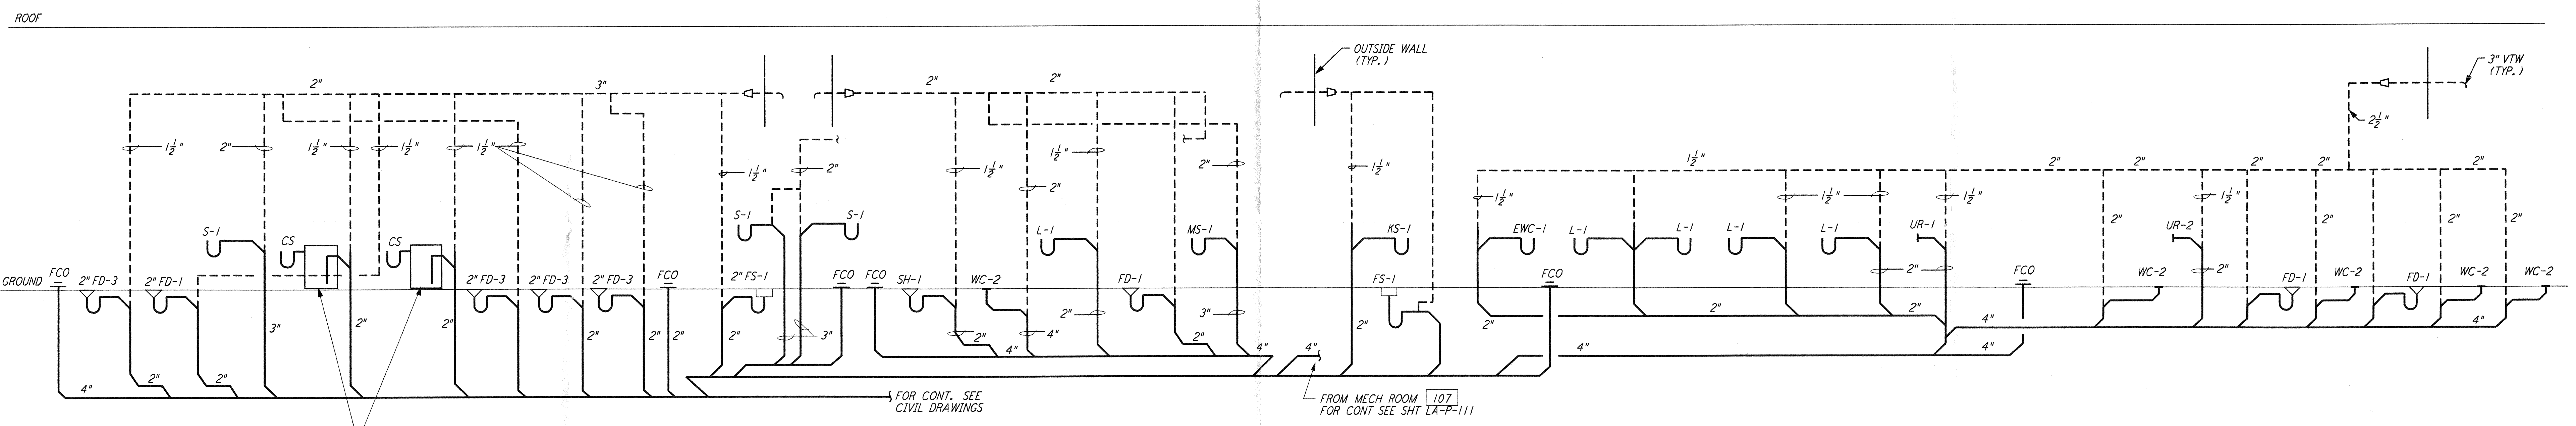 ROOF
OUTSIDE WALL
(TYP.)
3" VTW
(TYP.)
2"
3"
2"
2"
2 1/2"
1 1/2"
2"
1 1/2"
1 1/2"
1 1/2"
1 1/2"
2"
1 1/2"
2"
1 1/2"
2"
1 1/2"
1 1/2"
2"
2"
2"
2"
2"
1 1/2"
1 1/2"
1 1/2"
1 1/2"
2"
2"
2"
2"
S-1
CS
CS
S-1
S-1
L-1
MS-1
KS-1
EWC-1
L-1
L-1
L-1
L-1
UR-1
UR-2
GROUND
FCO
2" FD-3
2" FD-1
2" FD-3
2" FD-3
2" FD-3
FCO
2" FS-1
FCO
FCO
SH-1
WC-2
FD-1
FS-1
FCO
2"
2"
FCO
WC-2
FD-1
WC-2
FD-1
WC-2
WC-2
3"
2"
2"
2"
2"
2"
2"
2"
3"
2"
4"
2"
3"
2"
2"
2"
2"
2"
4"
4"
4"
2"
2"
4"
2"
4"
4"
4"
4"
FOR CONT. SEE
CIVIL DRAWINGS
FROM MECH ROOM 107
FOR CONT SEE SHT LA-P-111